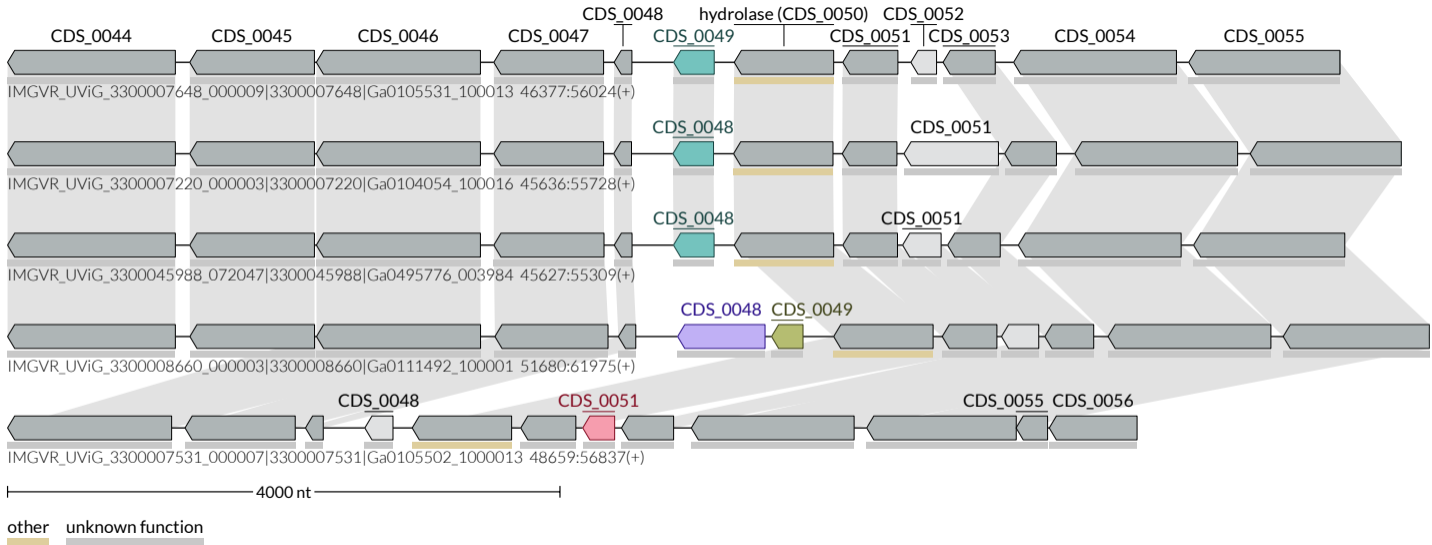 CDS_0048 hydrolase (CDS_0050) CDS_0052
CDS_0044 CDS_0045 CDS_0046 CDS_0047 CDS_0049 CDS_0051 CDS_0053 CDS_0054 CDS_0055
IMGVR_UViG_3300007648_000009|3300007648|Ga0105531_100013 46377:56024(+)
CDS_0048 CDS_0051
IMGVR_UViG_3300007220_000003|3300007220|Ga0104054_100016 45636:55728(+)
CDS_0048 CDS_0051
IMGVR_UViG_3300045988_072047|3300045988|Ga0495776_003984 45627:55309(+)
CDS_0048 CDS_0049
IMGVR_UViG_3300008660_000003|3300008660|Ga0111492_100001 51680:61975(+)
CDS_0048 CDS_0051 CDS_0055 CDS_0056
IMGVR_UViG_3300007531_000007|3300007531|Ga0105502_1000013 48659:56837(+)
4000 nt
other unknown function